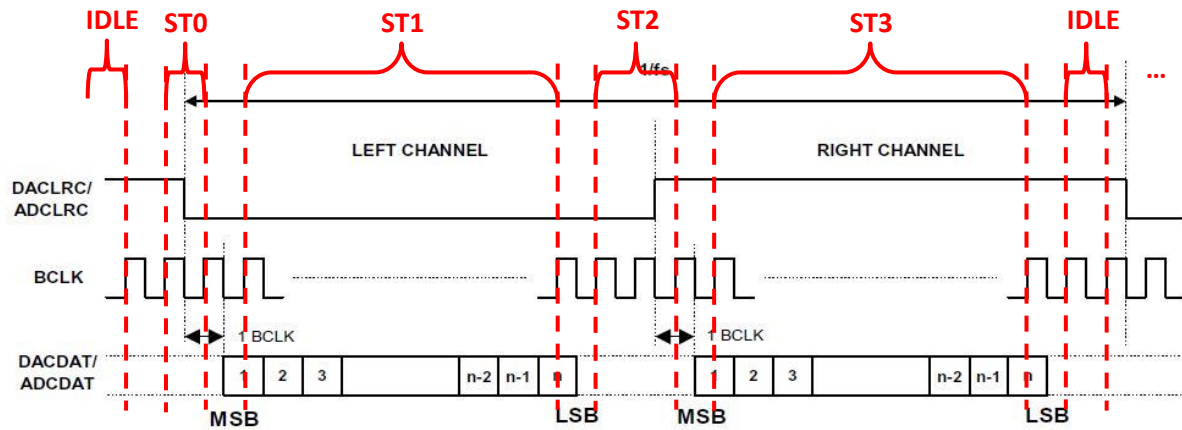 IDLE ST0 ST1 ST2 ST3 IDLE
...
1/fs
LEFT CHANNEL RIGHT CHANNEL
DACLRC/
ADCLRC
BCLK
1 BCLK 1 BCLK
DACDAT/
ADCDAT
1 2 3 n-2 n-1 n 1 2 3 n-2 n-1 n
MSB LSB MSB LSB